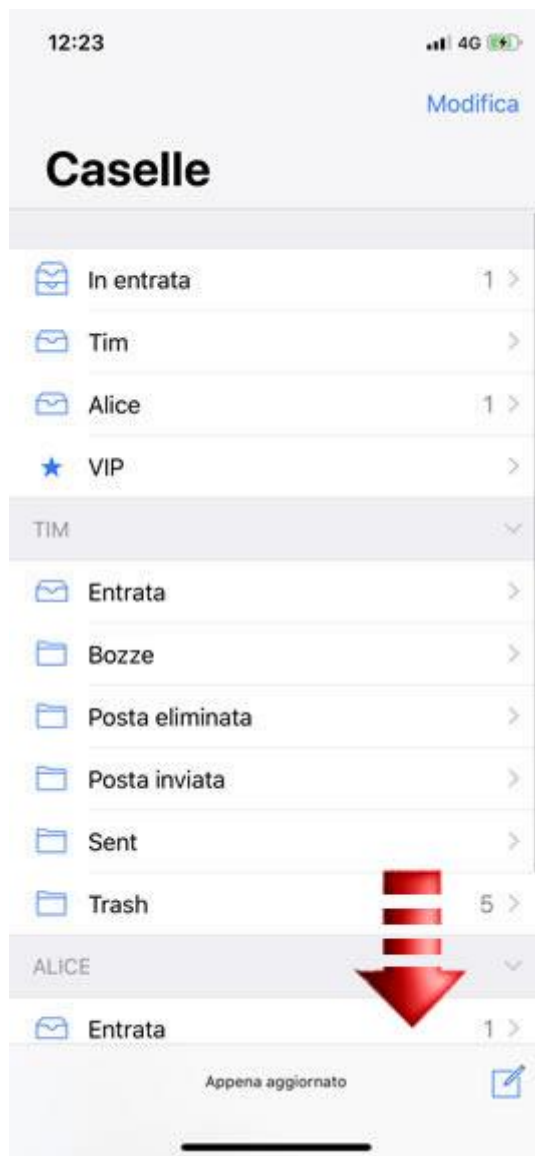 12:23 4G
Modifica
Caselle
In entrata 1
Tim
Alice 1
VIP
TIM
Entrata
Bozze
Posta eliminata
Posta inviata
Sent
Trash 5
ALICE
Entrata 1
Appena aggiornato